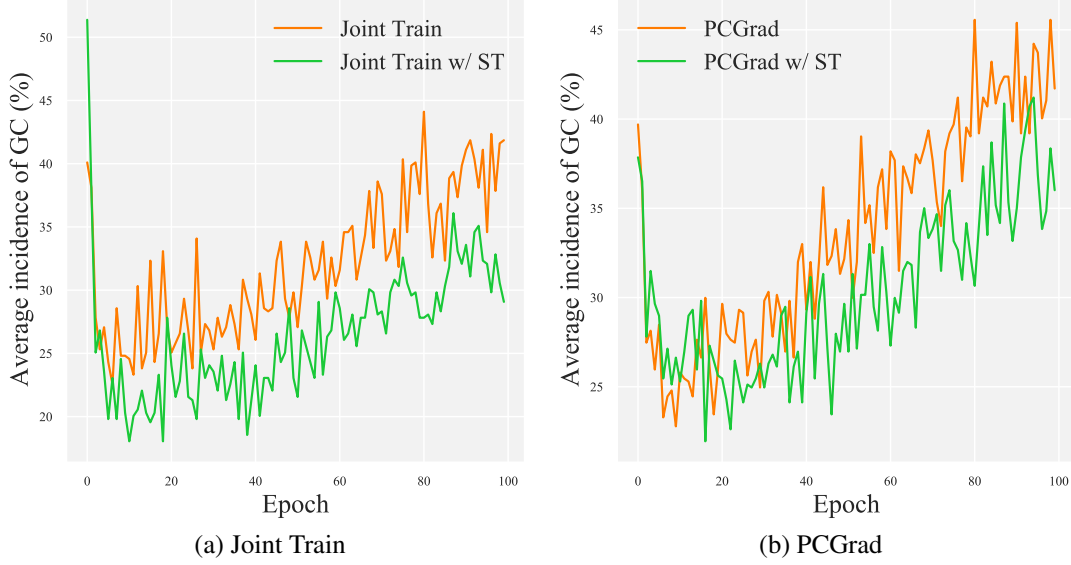 Joint Train
Joint Train w/ ST
50
45
40
35
30
25
20
Average incidence of GC (%)
0
20
40
60
80
100
Epoch
(a) Joint Train
PCGrad
PCGrad w/ ST
45
40
35
30
25
Average incidence of GC (%)
0
20
40
60
80
100
Epoch
(b) PCGrad